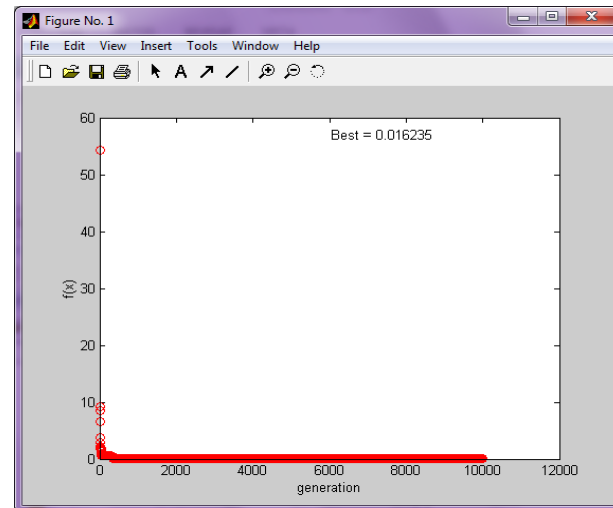 Figure No. 1
File Edit View Insert Tools Window Help
A
Best = 0.016235
60
50
40
30
20
10
0
f(x)
0 2000 4000 6000 8000 10000 12000
generation